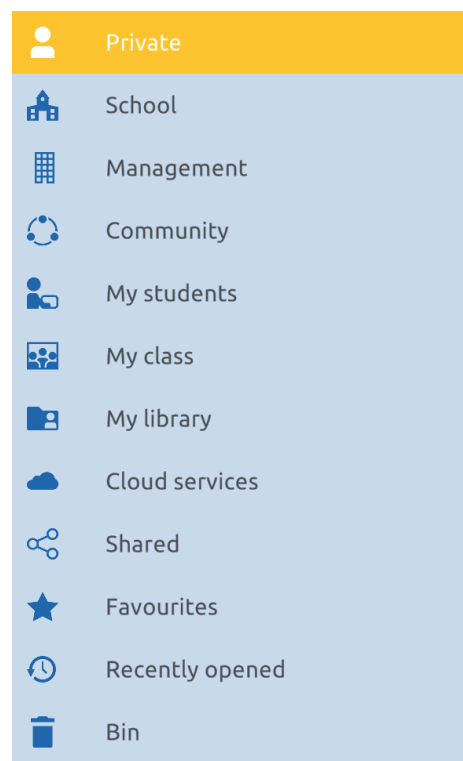 Private
School
Management
Community
My students
My class
My library
Cloud services
Shared
Favourites
Recently opened
Bin